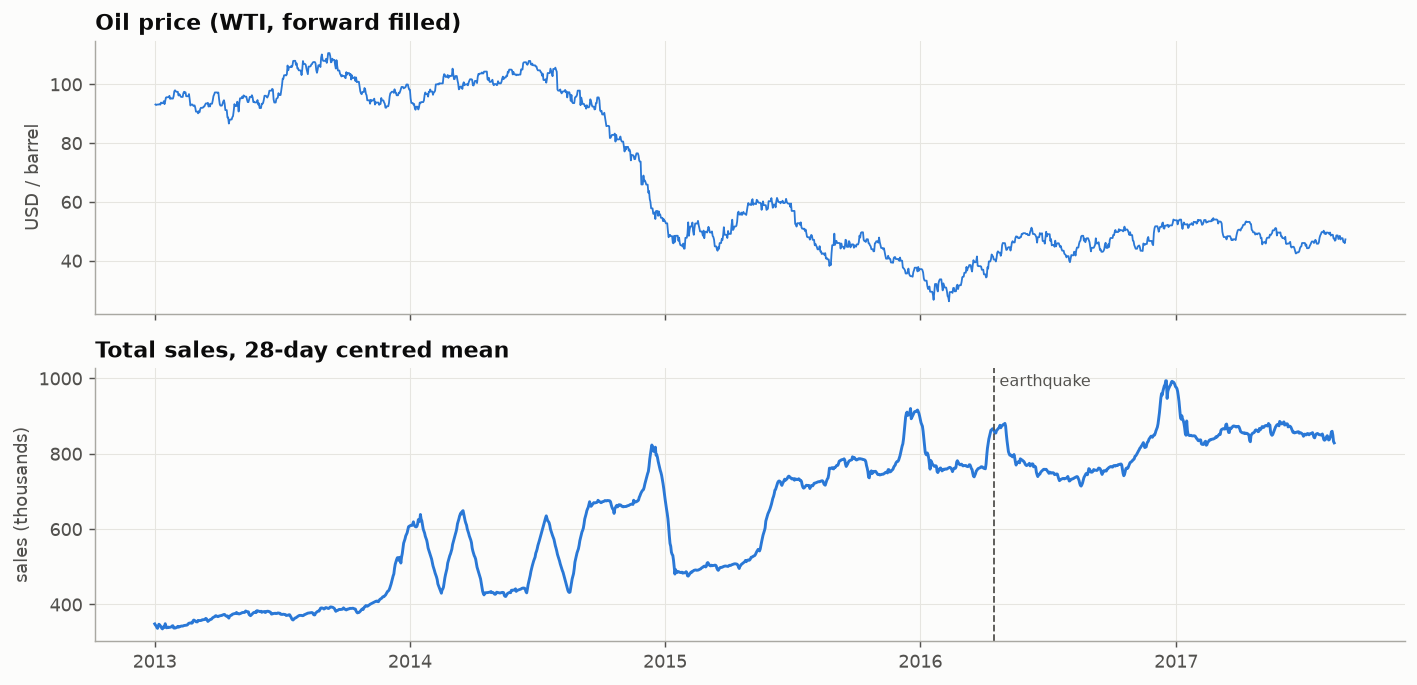 Oil price (WTI, forward filled)
USD / barrel
100
80
60
40
Total sales, 28-day centred mean
sales (thousands)
1000
800
600
400
earthquake
2013 2014 2015 2016 2017